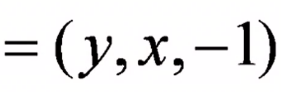 = (y, x, −1)